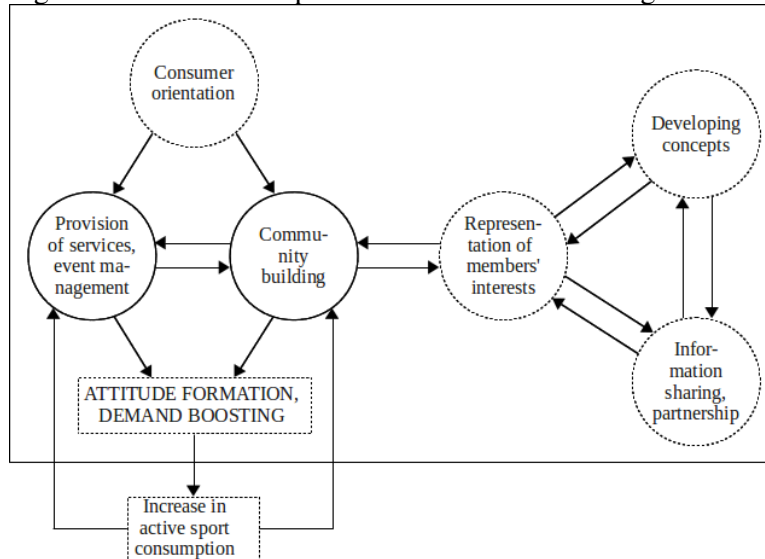 Consumer
orientation
Developing
concepts
Provision
of services,
event ma-
nagement
Commu-
nity
building
Represen-
tation of
members'
interests
Infor-
mation
sharing,
partnership
ATTITUDE FORMATION,
DEMAND BOOSTING
Increase in
active sport
consumption